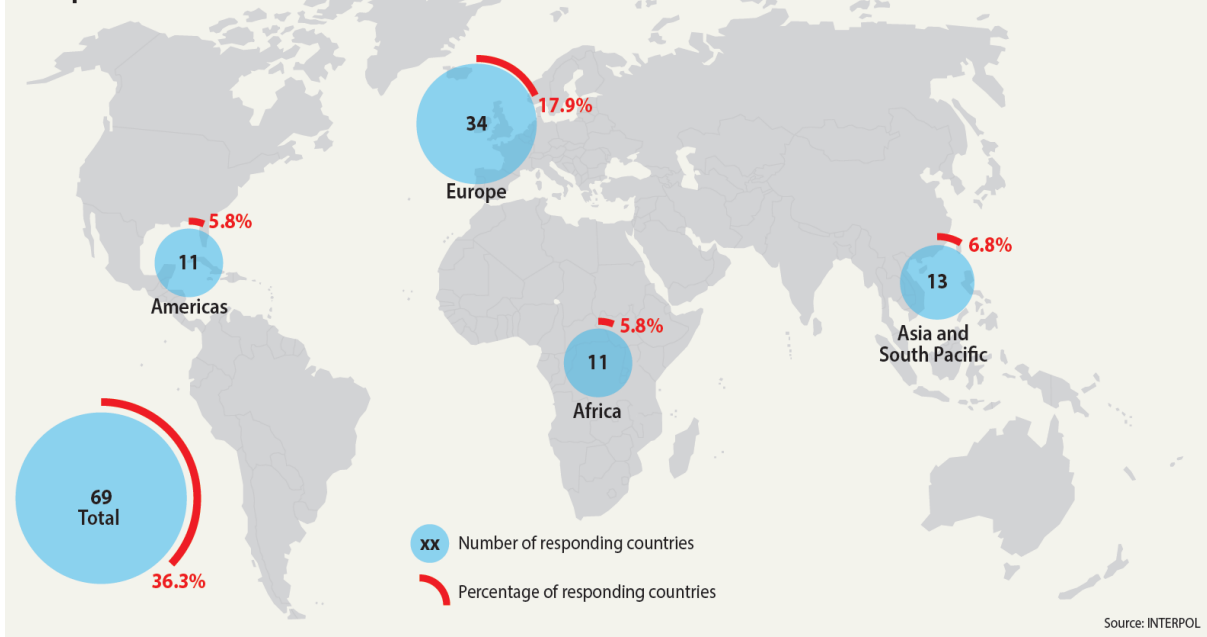 17.9%
34
Europe
5.8%
11
Americas
6.8%
13
Asia and
South Pacific
5.8%
11
Africa
69
Total
36.3%
xx Number of responding countries
Percentage of responding countries
Source: INTERPOL